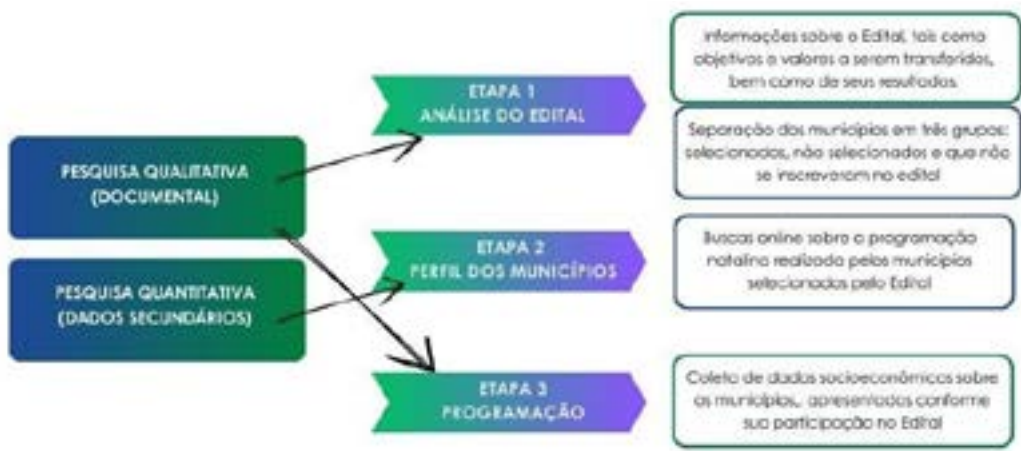 PESQUISA QUALITATIVA
(DOCUMENTAL)
PESQUISA QUANTITATIVA
(DADOS SECUNDÁRIOS)
ETAPA 1
ANÁLISE DO EDITAL
ETAPA 2
PERFIL DOS MUNICÍPIOS
ETAPA 3
PROGRAMAÇÃO
Informações sobre o Edital, tais como
objetivos e valores a serem transferidos,
bem como de seus resultados.
Separação dos municípios em três grupos:
selecionados, não selecionados e que não
se inscreveram no edital
Buscas online sobre a programação
natalina realizada pelos municípios
selecionados pelo Edital
Coleta de dados socioeconômicos sobre
os municípios, apresentados conforme
sua participação no Edital